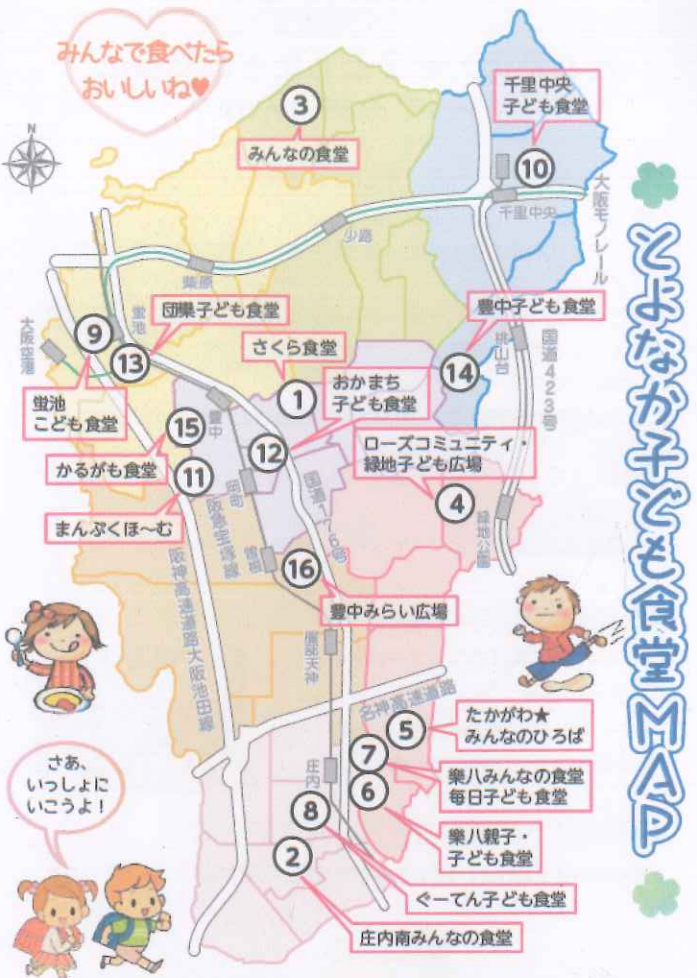 みんなで食べたら
おいしいね♥
とよなか子ども食堂MAP
N
③
みんなの食堂
千里中央
子ども食堂
⑩
千里中央
大阪モノレール
少路
柴原
蛍池
大阪空港
⑨
蛍池
こども食堂
⑬
団欒子ども食堂
さくら食堂
①
豊中
おかまち
子ども食堂
⑫
豊中子ども食堂
⑭
桃山台
国道423号
⑮
かるがも食堂
⑪
まんぷくほ~む
岡町
国道176号
阪急宝塚線
曽根
ローズコミュニティ・
緑地子ども広場
④
緑地公園
⑯
豊中みらい広場
服部天神
阪神高速道路大阪池田線
名神高速道路
⑤
たかがわ★
みんなのひろば
⑦
樂八みんなの食堂
毎日子ども食堂
⑥
樂八親子・
子ども食堂
庄内
⑧
ぐーてん子ども食堂
②
庄内南みんなの食堂
さあ、
いっしょに
いこうよ!